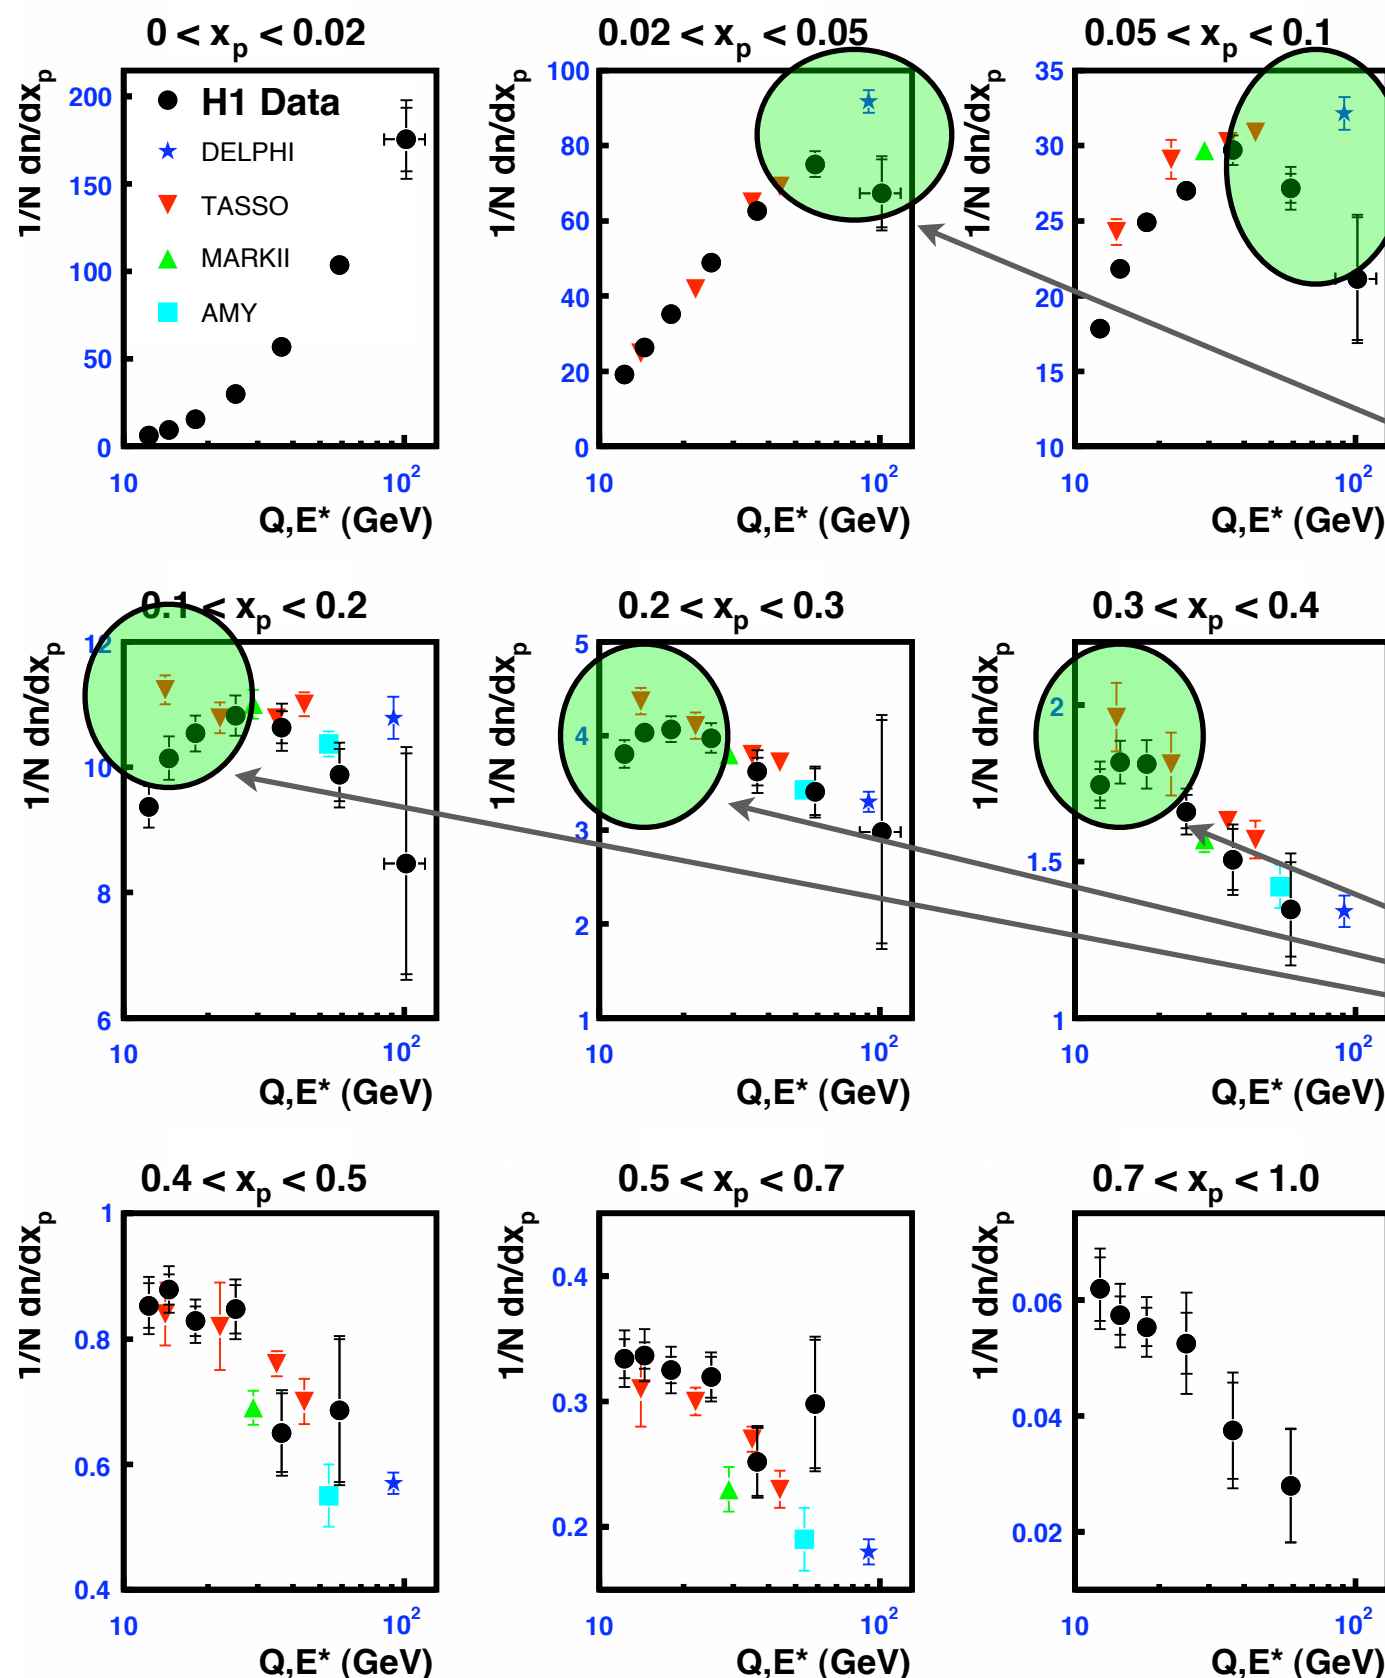 0 < xp < 0.02
1/N dn/dxp
200
150
100
50
0
H1 Data
DELPHI
TASSO
MARKII
AMY
10
10²
Q,E* (GeV)
0.02 < xp < 0.05
1/N dn/dxp
100
80
60
40
20
0
10
10²
Q,E* (GeV)
0.05 < xp < 0.1
1/N dn/dxp
35
30
25
20
15
10
10
10²
Q,E* (GeV)
0.1 < xp < 0.2
1/N dn/dxp
12
10
8
6
10
10²
Q,E* (GeV)
0.2 < xp < 0.3
1/N dn/dxp
5
4
3
2
1
10
10²
Q,E* (GeV)
0.3 < xp < 0.4
1/N dn/dxp
2
1.5
1
10
10²
Q,E* (GeV)
0.4 < xp < 0.5
1/N dn/dxp
1
0.8
0.6
0.4
10
10²
Q,E* (GeV)
0.5 < xp < 0.7
1/N dn/dxp
0.4
0.3
0.2
10
10²
Q,E* (GeV)
0.7 < xp < 1.0
1/N dn/dxp
0.06
0.04
0.02
10
10²
Q,E* (GeV)